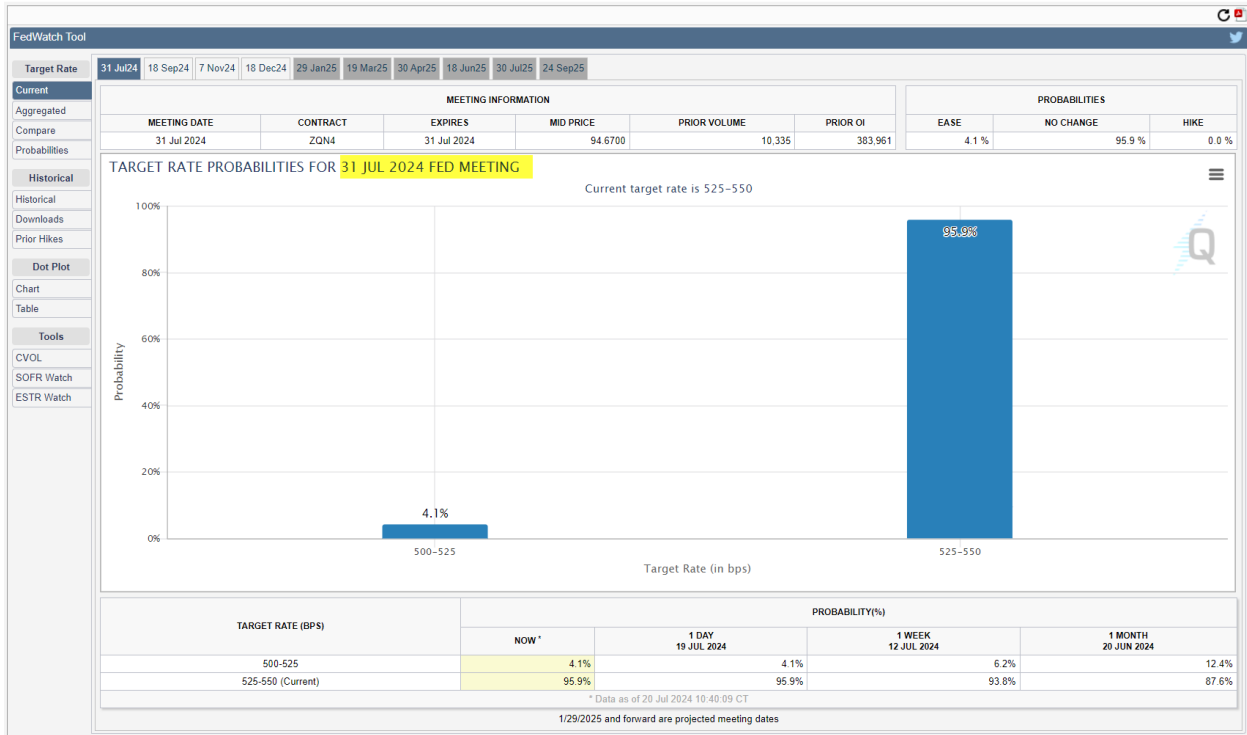 FedWatch Tool
Target Rate
Current
Aggregated
Compare
Probabilities
Historical
Historical
Downloads
Prior Hikes
Dot Plot
Chart
Table
Tools
CVOL
SOFR Watch
ESTR Watch
31 Jul24 18 Sep24 7 Nov24 18 Dec24 29 Jan25 19 Mar25 30 Apr25 18 Jun25 30 Jul25 24 Sep25
MEETING INFORMATION PROBABILITIES
MEETING DATE CONTRACT EXPIRES MID PRICE PRIOR VOLUME PRIOR OI EASE NO CHANGE HIKE
31 Jul 2024 ZQN4 31 Jul 2024 94.6700 10,335 383,961 4.1 % 95.9 % 0.0 %
TARGET RATE PROBABILITIES FOR 31 JUL 2024 FED MEETING
Current target rate is 525–550
Q
Probability
100%
80%
60%
40%
20%
0%
4.1%
95.9%
500–525 525–550
Target Rate (in bps)
TARGET RATE (BPS) PROBABILITY(%)
NOW * 1 DAY 1 WEEK 1 MONTH
19 JUL 2024 12 JUL 2024 20 JUN 2024
500-525 4.1% 4.1% 6.2% 12.4%
525-550 (Current) 95.9% 95.9% 93.8% 87.6%
* Data as of 20 Jul 2024 10:40:09 CT
1/29/2025 and forward are projected meeting dates